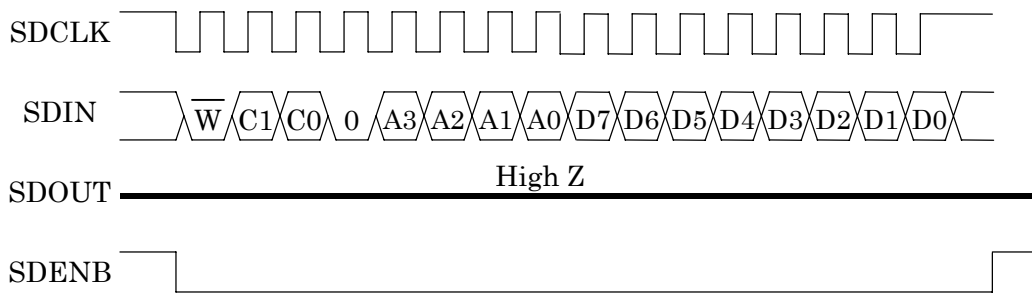 SDCLK
SDIN W̅ C1 C0 0 A3 A2 A1 A0 D7 D6 D5 D4 D3 D2 D1 D0
High Z
SDOUT
SDENB